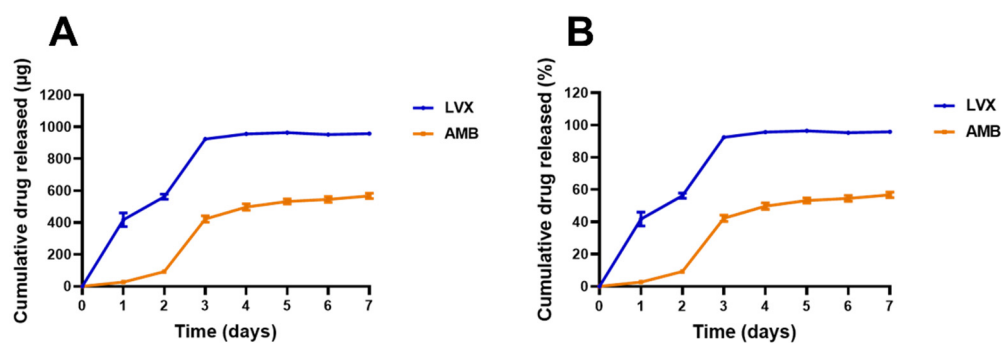 A
Cumulative drug released (µg)
1200
1000
800
600
400
200
0
0 1 2 3 4 5 6 7
Time (days)
LVX
AMB
B
Cumulative drug released (%)
120
100
80
60
40
20
0
0 1 2 3 4 5 6 7
Time (days)
LVX
AMB